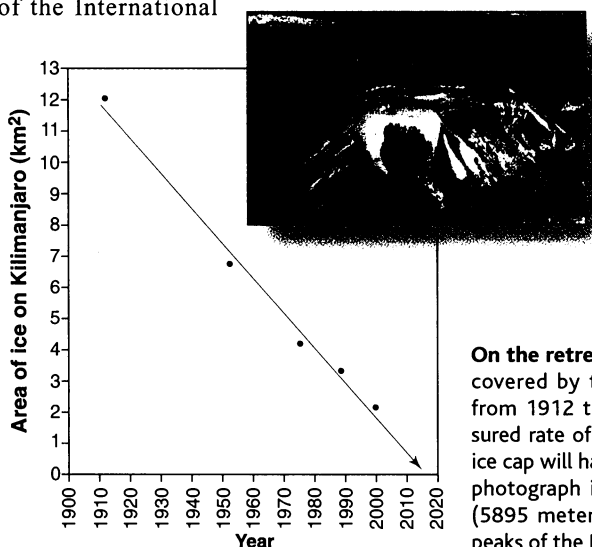 of the International
13
12
11
10
9
8
7
6
5
4
3
2
1
0
Area of ice on Kilimanjaro (km²)
1900
1910
1920
1930
1940
1950
1960
1970
1980
1990
2000
2010
2020
Year
On the retre
covered by t
from 1912 t
sured rate of
ice cap will ha
photograph i
(5895 meter
peaks of the